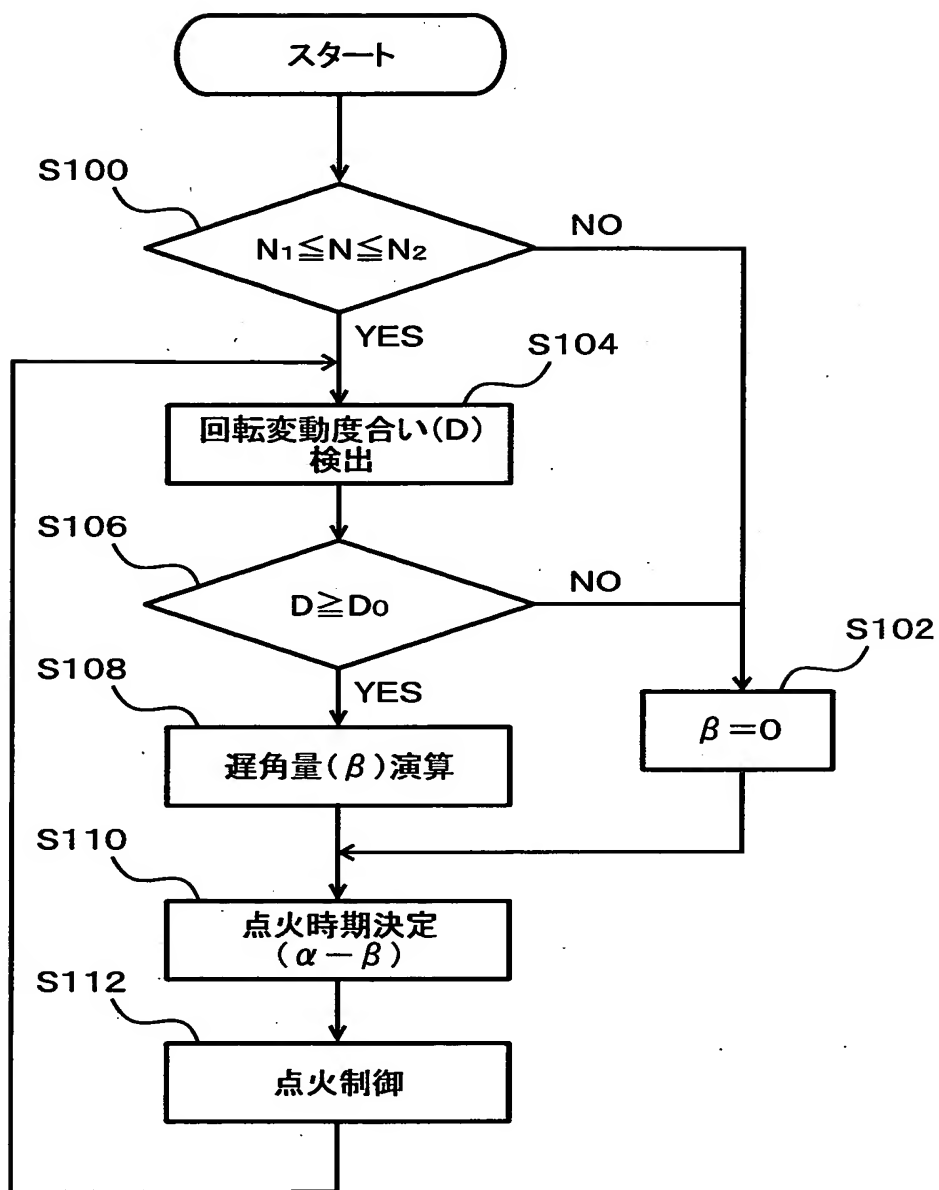 スタート
S100
N1≦N≦N2
NO
YES
S104
回転変動度合い(D)
検出
S106
D≧D0
NO
S102
S108
YES
β=0
遅角量(β)演算
S110
点火時期決定
(α-β)
S112
点火制御